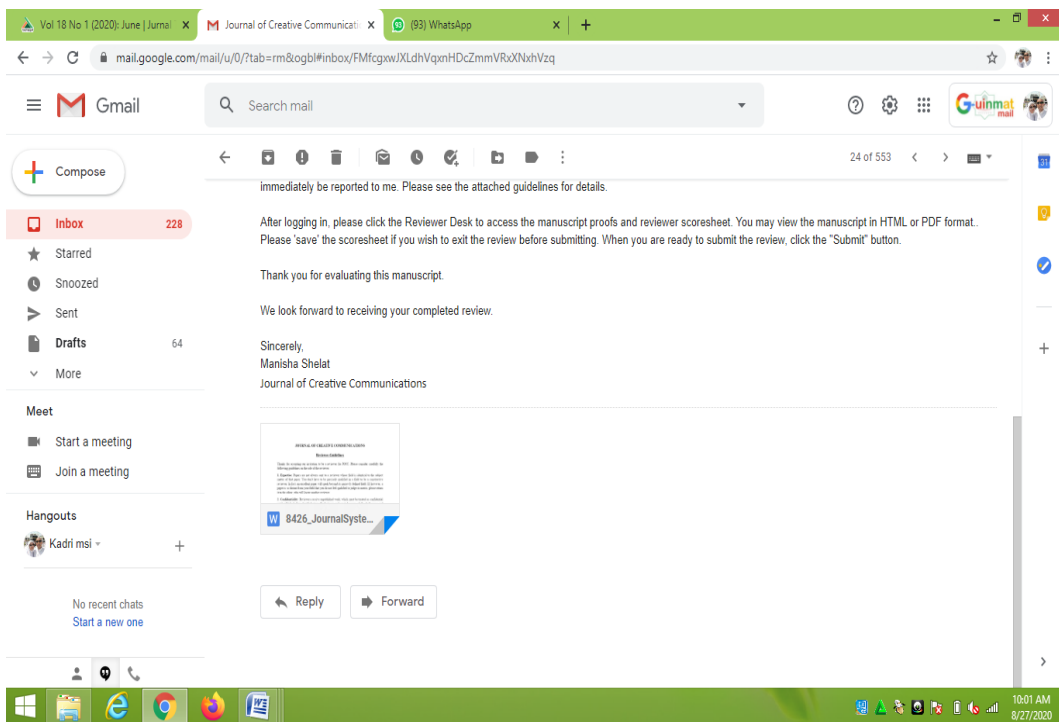 Vol 18 No 1 (2020): June | Jurnal
Journal of Creative Communicati
(93) WhatsApp
mail.google.com/mail/u/0/?tab=rm&ogbl#inbox/FMfcgxwJXLdhVqxnHDcZmmVRxXNxhVzq
Gmail
Search mail
G-uinmat
mail
Compose
24 of 553
31
immediately be reported to me. Please see the attached guidelines for details.
Inbox 228
After logging in, please click the Reviewer Desk to access the manuscript proofs and reviewer scoresheet. You may view the manuscript in HTML or PDF format..
Please 'save' the scoresheet if you wish to exit the review before submitting. When you are ready to submit the review, click the "Submit" button.
Starred
Snoozed
Thank you for evaluating this manuscript.
Sent
We look forward to receiving your completed review.
Drafts 64
Sincerely,
Manisha Shelat
Journal of Creative Communications
More
Meet
Start a meeting
Join a meeting
JOURNAL OF CREATIVE COMMUNICATIONS
Reviewer Guidelines
W 8426_JournalSyste...
Hangouts
Kadri msi
No recent chats
Start a new one
Reply
Forward
10:01 AM
8/27/2020